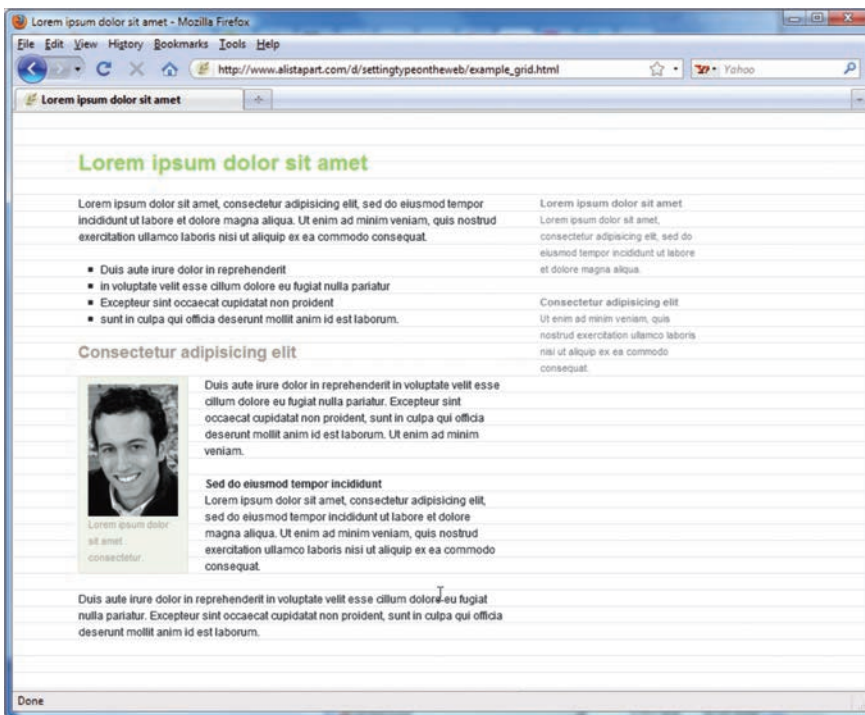 Lorem ipsum dolor sit amet - Mozilla Firefox
File Edit View History Bookmarks Tools Help
http://www.alistapart.com/d/settingtypeontheweb/example_grid.html
Yahoo
Lorem ipsum dolor sit amet
Lorem ipsum dolor sit amet
Lorem ipsum dolor sit amet, consectetur adipisicing elit, sed do eiusmod tempor
incididunt ut labore et dolore magna aliqua. Ut enim ad minim veniam, quis nostrud
exercitation ullamco laboris nisi ut aliquip ex ea commodo consequat.
Duis aute irure dolor in reprehenderit
in voluptate velit esse cillum dolore eu fugiat nulla pariatur
Excepteur sint occaecat cupidatat non proident
sunt in culpa qui officia deserunt mollit anim id est laborum.
Consectetur adipisicing elit
Duis aute irure dolor in reprehenderit in voluptate velit esse
cillum dolore eu fugiat nulla pariatur. Excepteur sint
occaecat cupidatat non proident, sunt in culpa qui officia
deserunt mollit anim id est laborum. Ut enim ad minim
veniam.
Sed do eiusmod tempor incididunt
Lorem ipsum dolor sit amet, consectetur adipisicing elit,
sed do eiusmod tempor incididunt ut labore et dolore
magna aliqua. Ut enim ad minim veniam, quis nostrud
exercitation ullamco laboris nisi ut aliquip ex ea commodo
consequat.
Lorem ipsum dolor
sit amet
consectetur.
Duis aute irure dolor in reprehenderit in voluptate velit esse cillum dolore eu fugiat
nulla pariatur. Excepteur sint occaecat cupidatat non proident, sunt in culpa qui officia
deserunt mollit anim id est laborum.
Lorem ipsum dolor sit amet
Lorem ipsum dolor sit amet,
consectetur adipisicing elit, sed do
eiusmod tempor incididunt ut labore
et dolore magna aliqua.
Consectetur adipisicing elit
Ut enim ad minim veniam, quis
nostrud exercitation ullamco laboris
nisi ut aliquip ex ea commodo
consequat.
Done